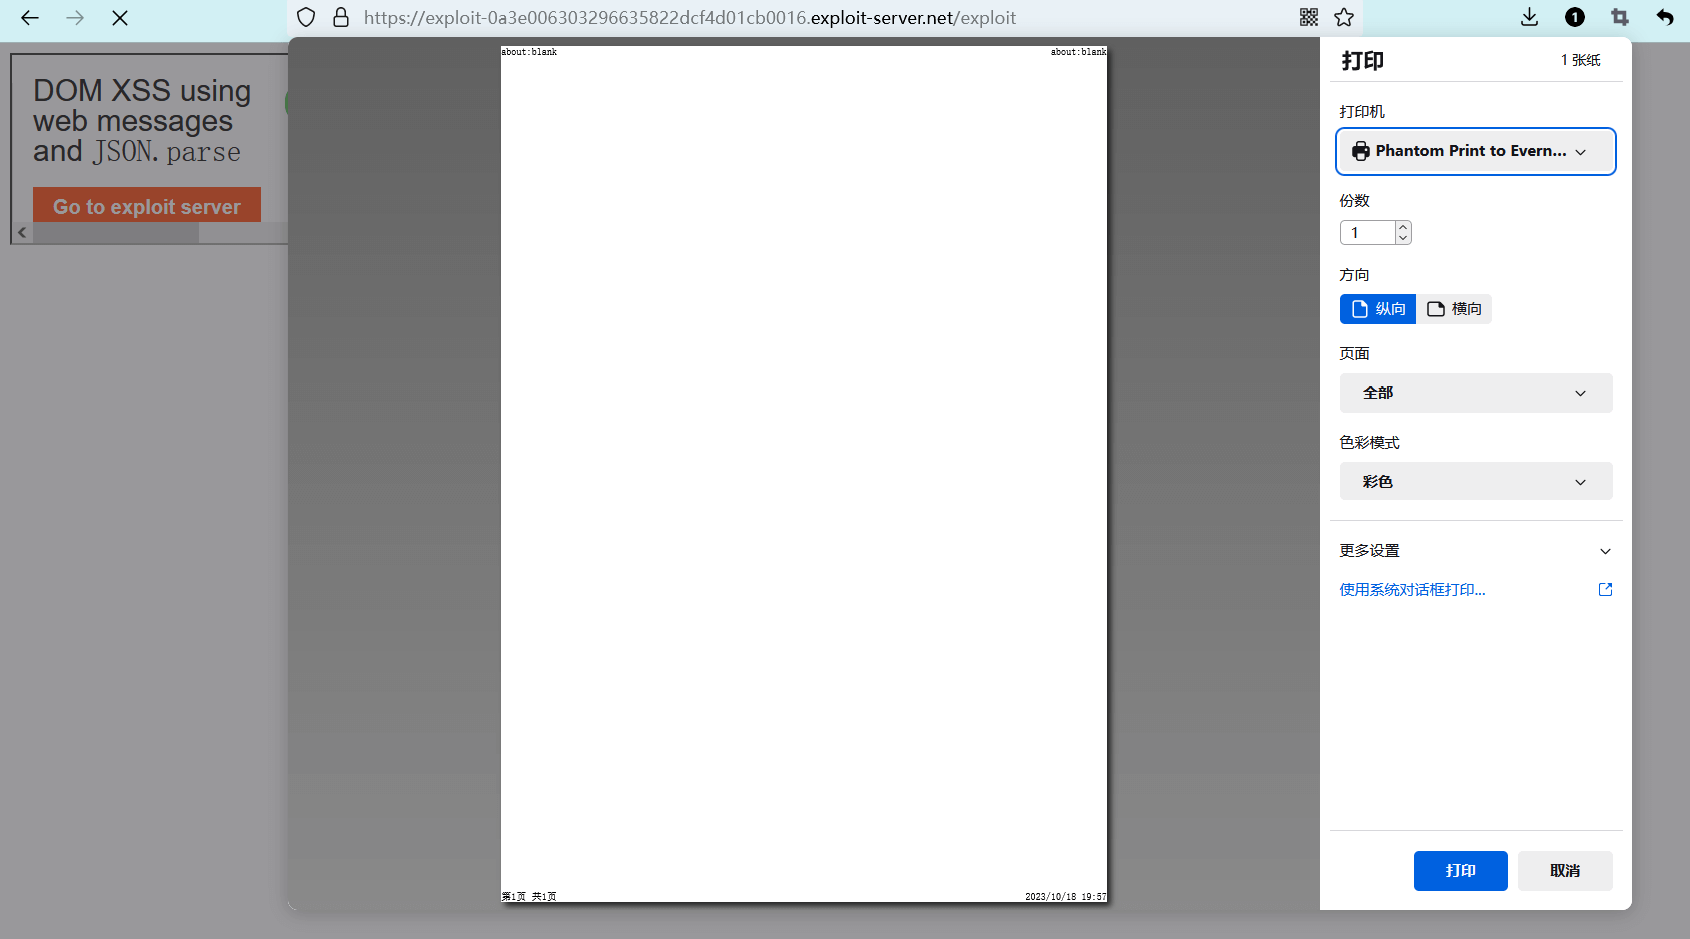 https://exploit-0a3e006303296635822dcf4d01cb0016.exploit-server.net/exploit
1
DOM XSS using
web messages
and JSON.parse
Go to exploit server
about:blank
about:blank
第1页 共1页
2023/10/18 19:57
打印
1 张纸
打印机
Phantom Print to Evern...
份数
1
方向
纵向
横向
页面
全部
色彩模式
彩色
更多设置
使用系统对话框打印...
打印
取消